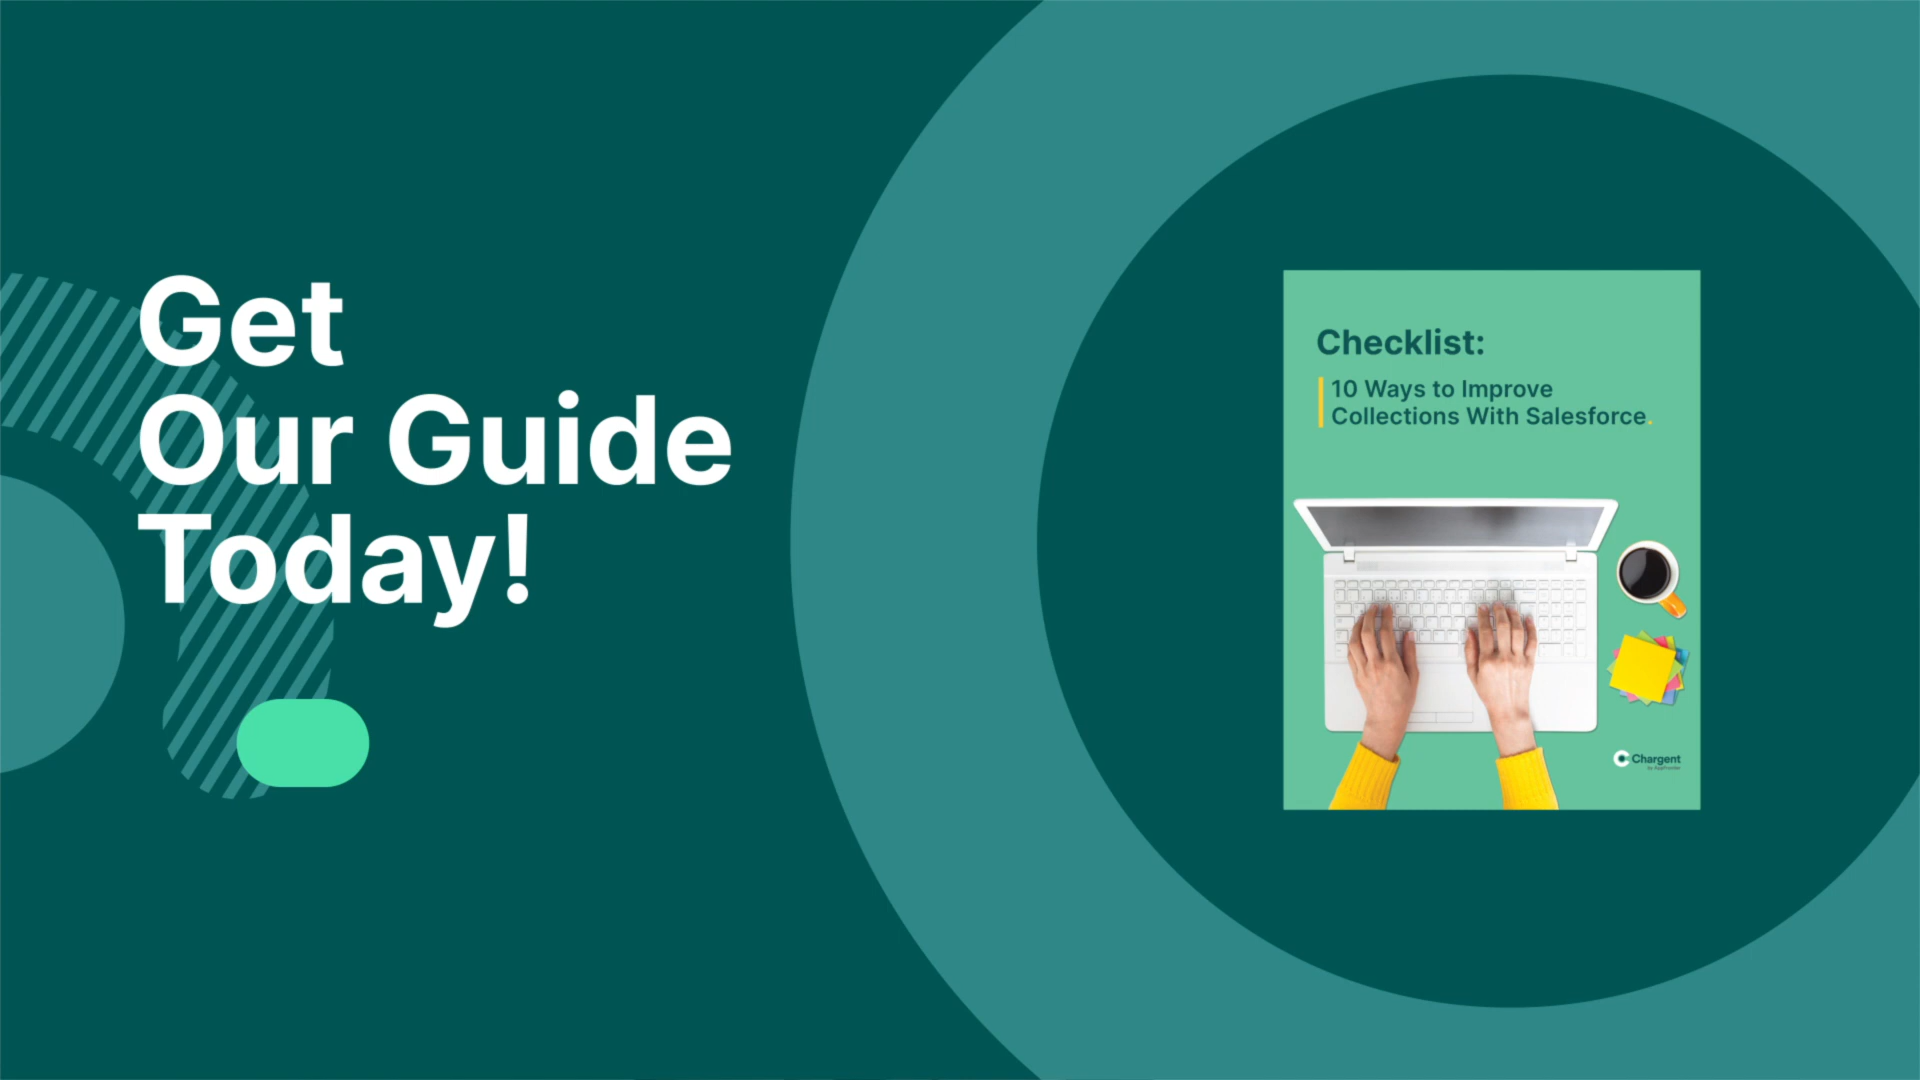 Get
Our Guide
Today!
Checklist:
10 Ways to Improve
Collections With Salesforce.
Chargent